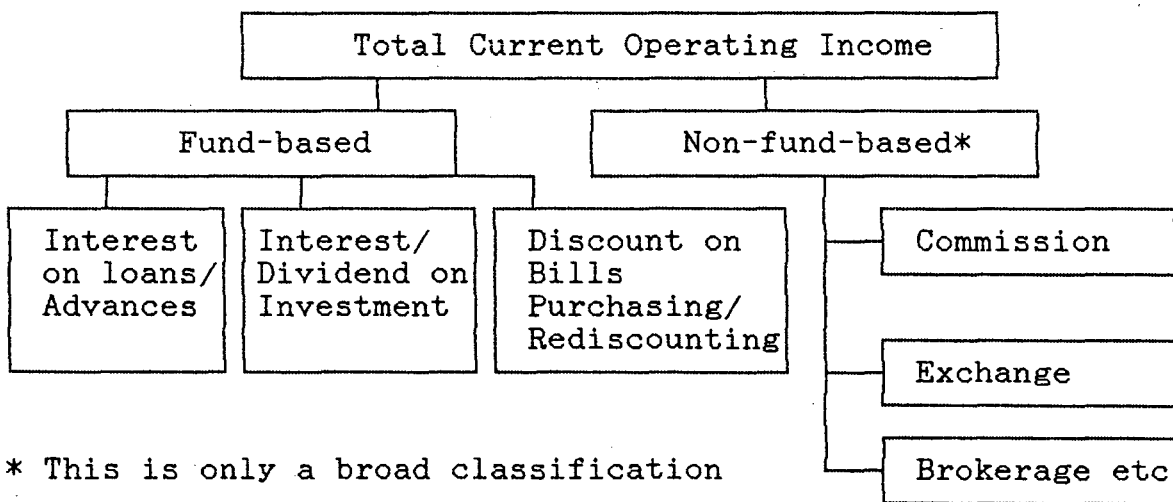 Total Current Operating Income
Fund-based
Non-fund-based*
Interest
on loans/
Advances
Interest/
Dividend on
Investment
Discount on
Bills
Purchasing/
Rediscounting
Commission
Exchange
Brokerage etc
* This is only a broad classification